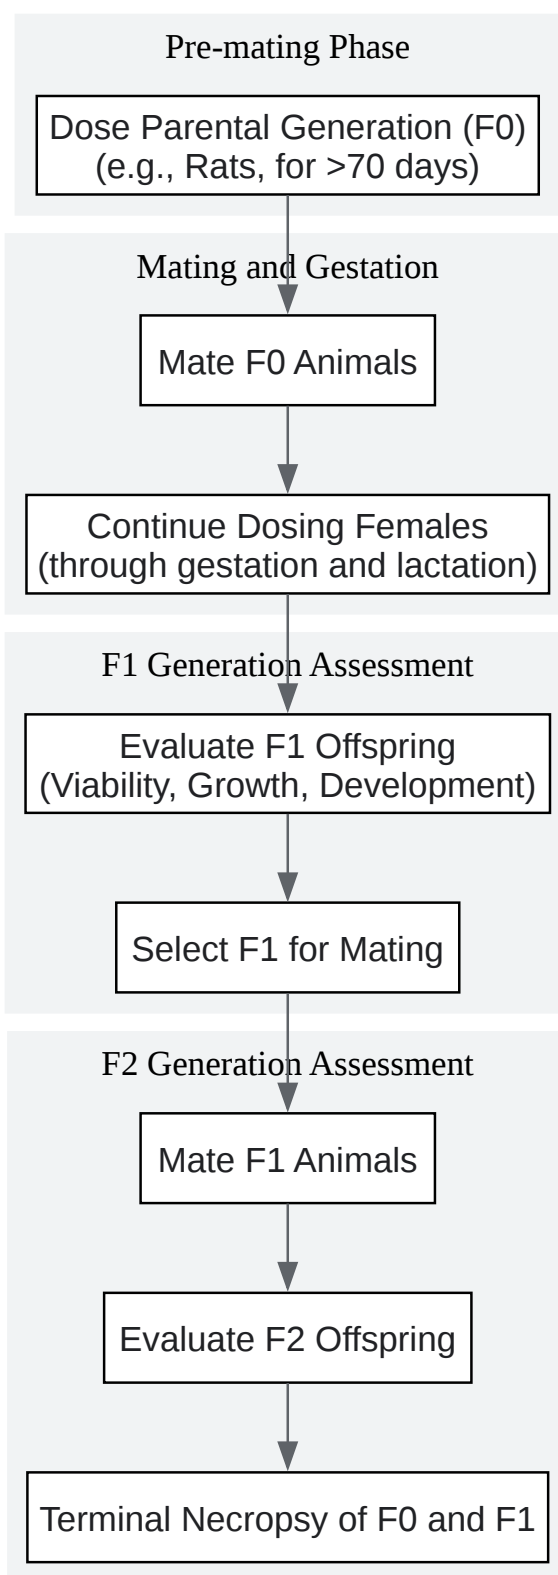 Pre-mating Phase
Dose Parental Generation (F0)
(e.g., Rats, for >70 days)
Mating and Gestation
Mate F0 Animals
Continue Dosing Females
(through gestation and lactation)
F1 Generation Assessment
Evaluate F1 Offspring
(Viability, Growth, Development)
Select F1 for Mating
F2 Generation Assessment
Mate F1 Animals
Evaluate F2 Offspring
Terminal Necropsy of F0 and F1